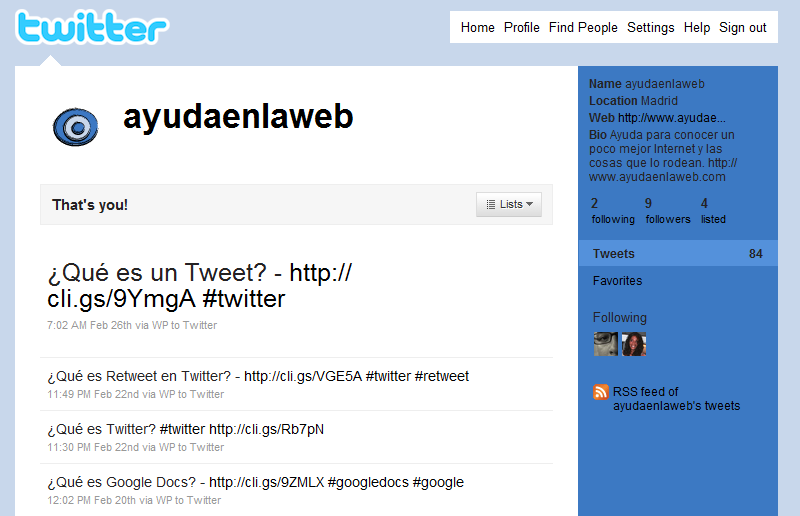 twitter
Home Profile Find People Settings Help Sign out
ayudaenlaweb
That's you!
Lists
¿Qué es un Tweet? - http://
cli.gs/9YmgA #twitter
7:02 AM Feb 26th via WP to Twitter
¿Qué es Retweet en Twitter? - http://cli.gs/VGE5A #twitter #retweet
11:49 PM Feb 22nd via WP to Twitter
¿Qué es Twitter? #twitter http://cli.gs/Rb7pN
11:30 PM Feb 22nd via WP to Twitter
¿Qué es Google Docs? - http://cli.gs/9ZMLX #googledocs #google
12:02 PM Feb 20th via WP to Twitter
Name ayudaenlaweb
Location Madrid
Web http://www.ayudae...
Bio Ayuda para conocer un
poco mejor Internet y las
cosas que lo rodean. http://
www.ayudaenlaweb.com
2 9 4
following followers listed
Tweets 84
Favorites
Following
RSS feed of
ayudaenlaweb's tweets